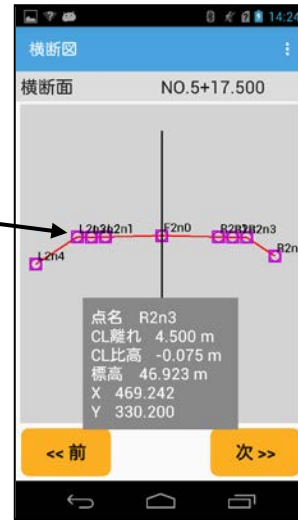 14:24
横断図
横断面 NO.5+17.500
L2n3 L2n1 F2n0 R2n3
L2n4 R2n
点名 R2n3
CL離れ 4.500 m
CL比高 -0.075 m
標高 46.923 m
X 469.242
Y 330.200
<< 前 次 >>